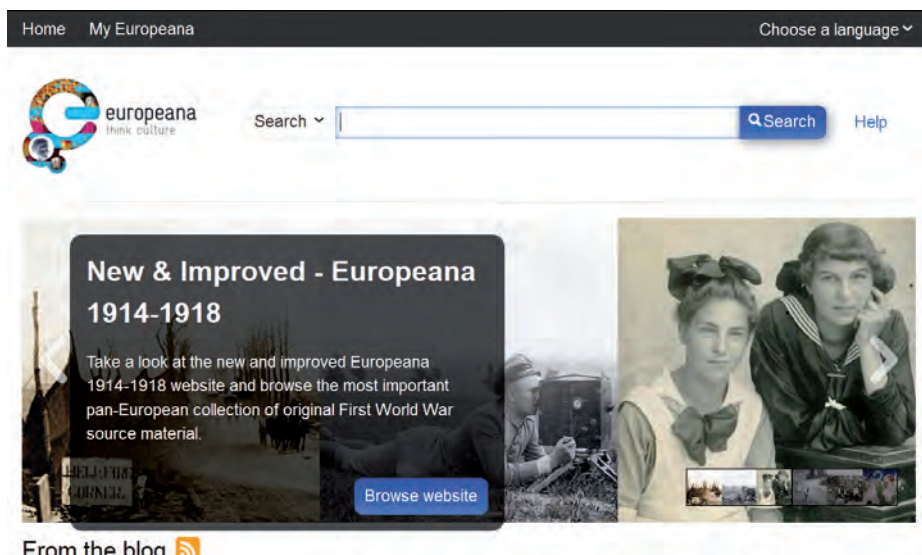 Home My Europeana Choose a language
europeana
think culture
Search
Search
Help
New & Improved - Europeana
1914-1918
Take a look at the new and improved Europeana
1914-1918 website and browse the most important
pan-European collection of original First World War
source material.
HELL-FIRE
CORNER
Browse website
From the blog